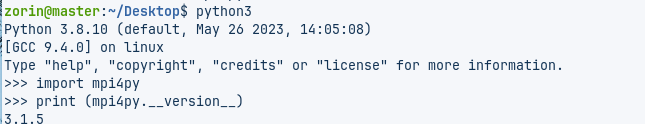 zorin@master:~/Desktop$ python3
Python 3.8.10 (default, May 26 2023, 14:05:08)
[GCC 9.4.0] on linux
Type "help", "copyright", "credits" or "license" for more information.
>>> import mpi4py
>>> print (mpi4py.__version__)
3.1.5